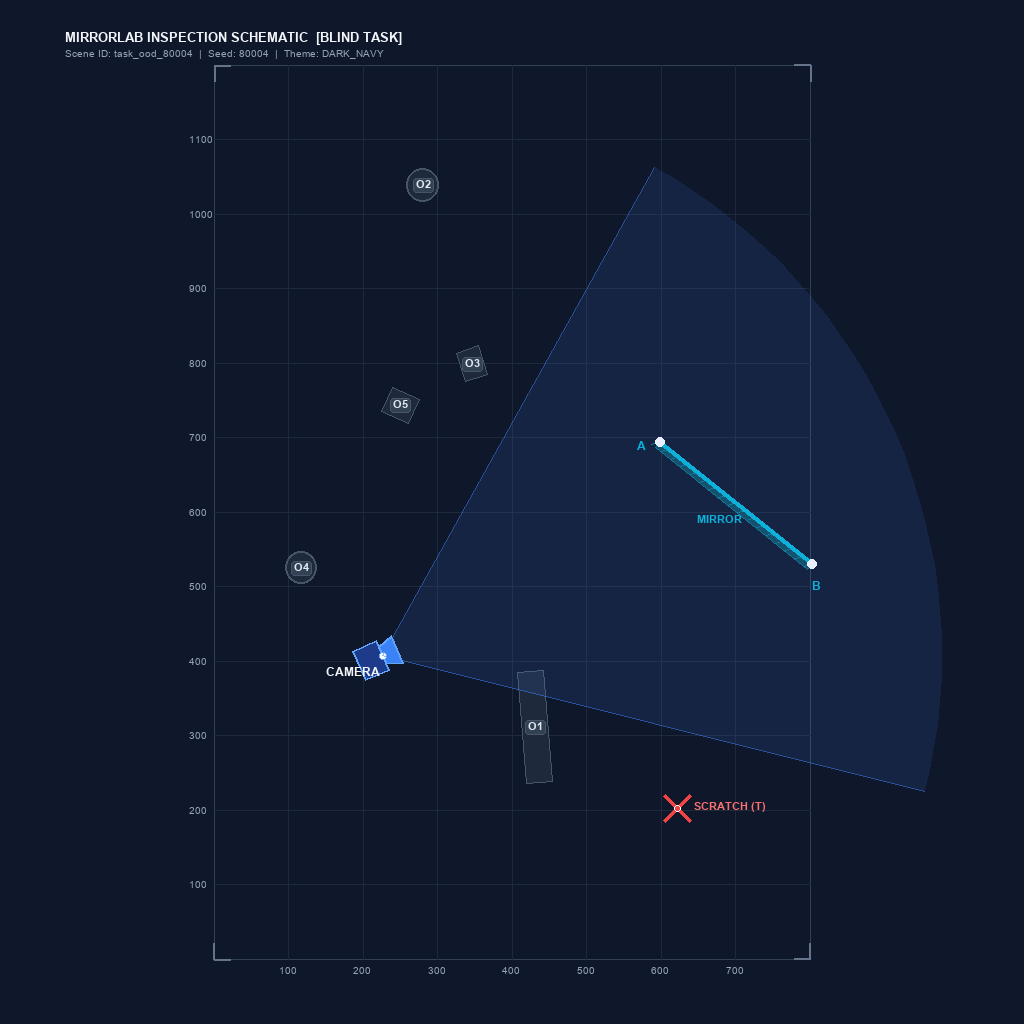 MIRRORLAB INSPECTION SCHEMATIC [BLIND TASK]
Scene ID: task_ood_80004 | Seed: 80004 | Theme: DARK_NAVY
1100
O2
1000
900
800
O3
O5
700
A
600
MIRROR
O4
500
B
400
CAMERA
300
O1
200
SCRATCH (T)
100
100 200 300 400 500 600 700